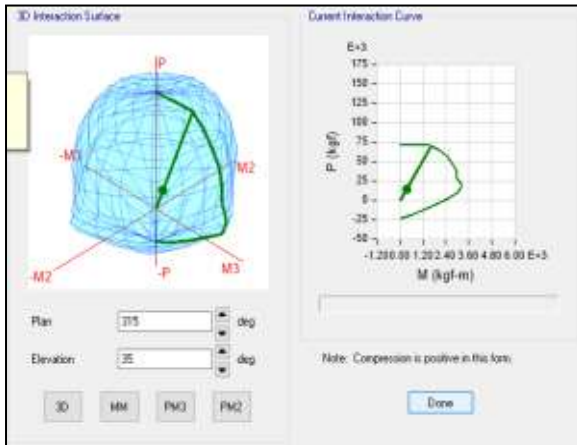 3D Interaction Surface
P
-M3
M2
-M2
-P
M3
Plan 315 deg
Elevation 35 deg
3D MM PM3 PM2
Current Interaction Curve
E+3
175
150
125
100
75
50
25
0
-25
-50
P (kgf)
-1.20 0.00 1.20 2.40 3.60 4.80 6.00 E+3
M (kgf-m)
Note: Compression is positive in this form.
Done